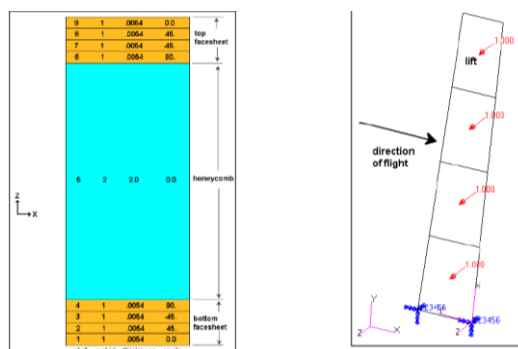 9 1 .0054 0.0
8 1 .0054 45.
7 1 .0054 -45.
6 1 .0054 90.
top
facesheet
5 2 2.0 0.0
honeycomb
Z
X
4 1 .0054 90.
3 1 .0054 -45.
2 1 .0054 45.
1 1 .0054 0.0
bottom
facesheet
1.000
lift
1.000
direction
of flight
1.000
1.000
X
23456
Y
Z
X
Z
23456